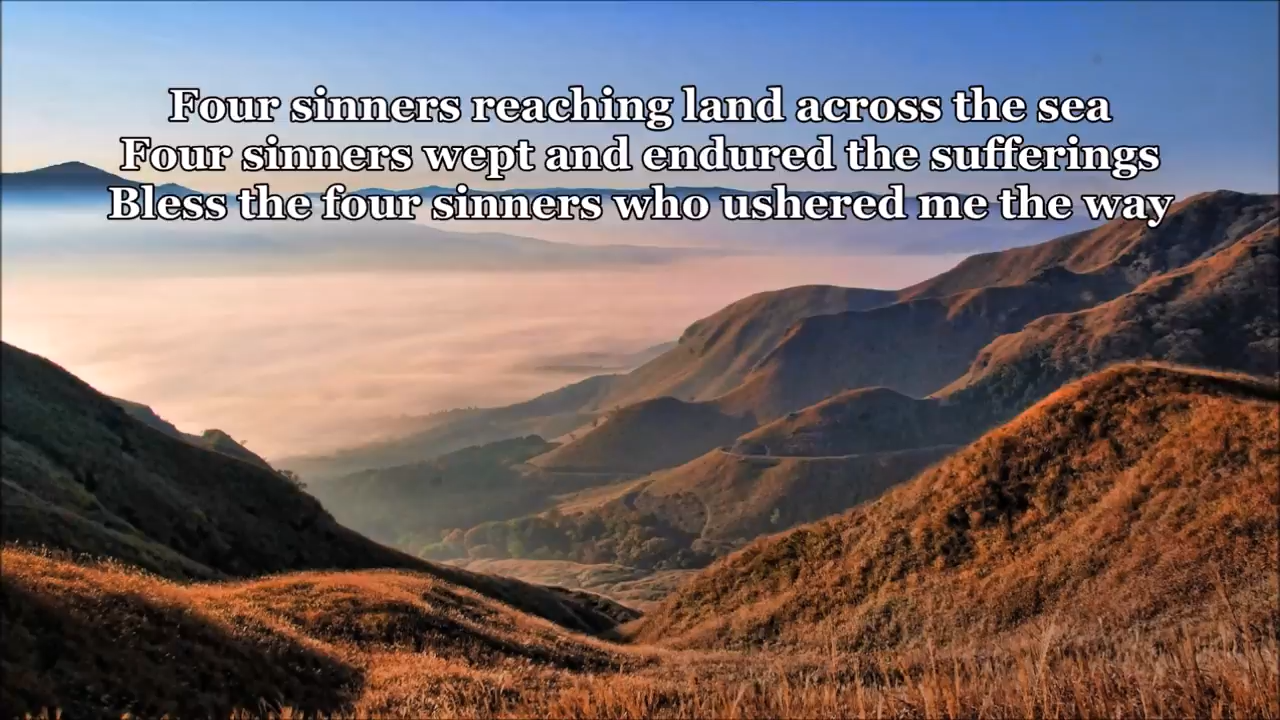 Four sinners reaching land across the sea
Four sinners wept and endured the sufferings
Bless the four sinners who ushered me the way